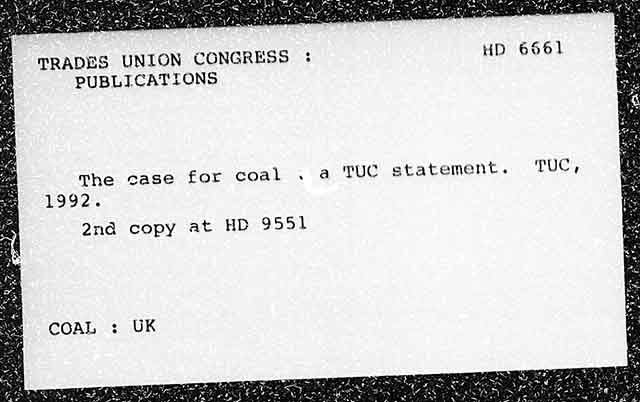 TRADES UNION CONGRESS :
PUBLICATIONS
HD 6661
The case for coal : a TUC statement. TUC,
1992.
2nd copy at HD 9551
COAL : UK